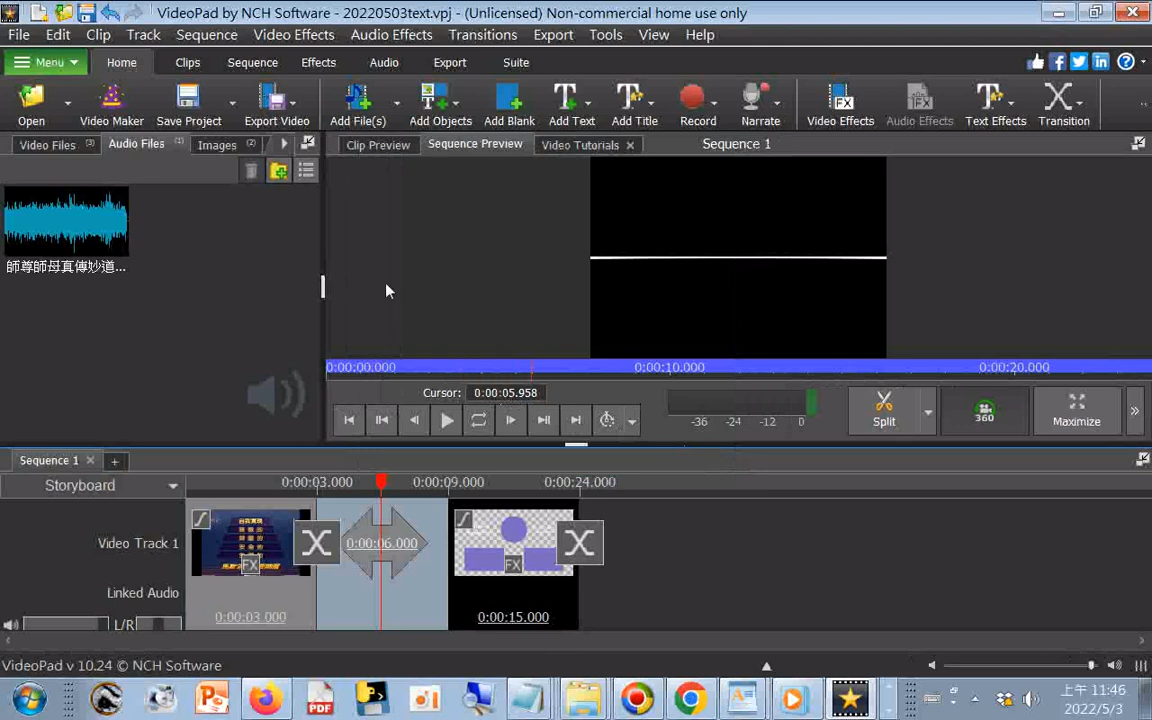 VideoPad by NCH Software - 20220503text.vpj - (Unlicensed) Non-commercial home use only
File Edit Clip Track Sequence Video Effects Audio Effects Transitions Export Tools View Help
Menu Home Clips Sequence Effects Audio Export Suite
Open Video Maker Save Project Export Video Add File(s) Add Objects Add Blank Add Text Add Title Record Narrate Video Effects Audio Effects Text Effects Transition
Video Files (3) Audio Files (1) Images (2) Clip Preview Sequence Preview Video Tutorials Sequence 1
師尊師母真傳妙道...
0:00:00.000 0:00:10.000 0:00:20.000
Cursor: 0:00:05.958
-36 -24 -12 0
Split 360 Maximize
Sequence 1
Storyboard 0:00:03.000 0:00:09.000 0:00:24.000
Video Track 1 0:00:06.000
FX FX
Linked Audio
0:00:03.000 0:00:15.000
L/R
VideoPad v 10.24 © NCH Software
PDF
上午 11:46
2022/5/3